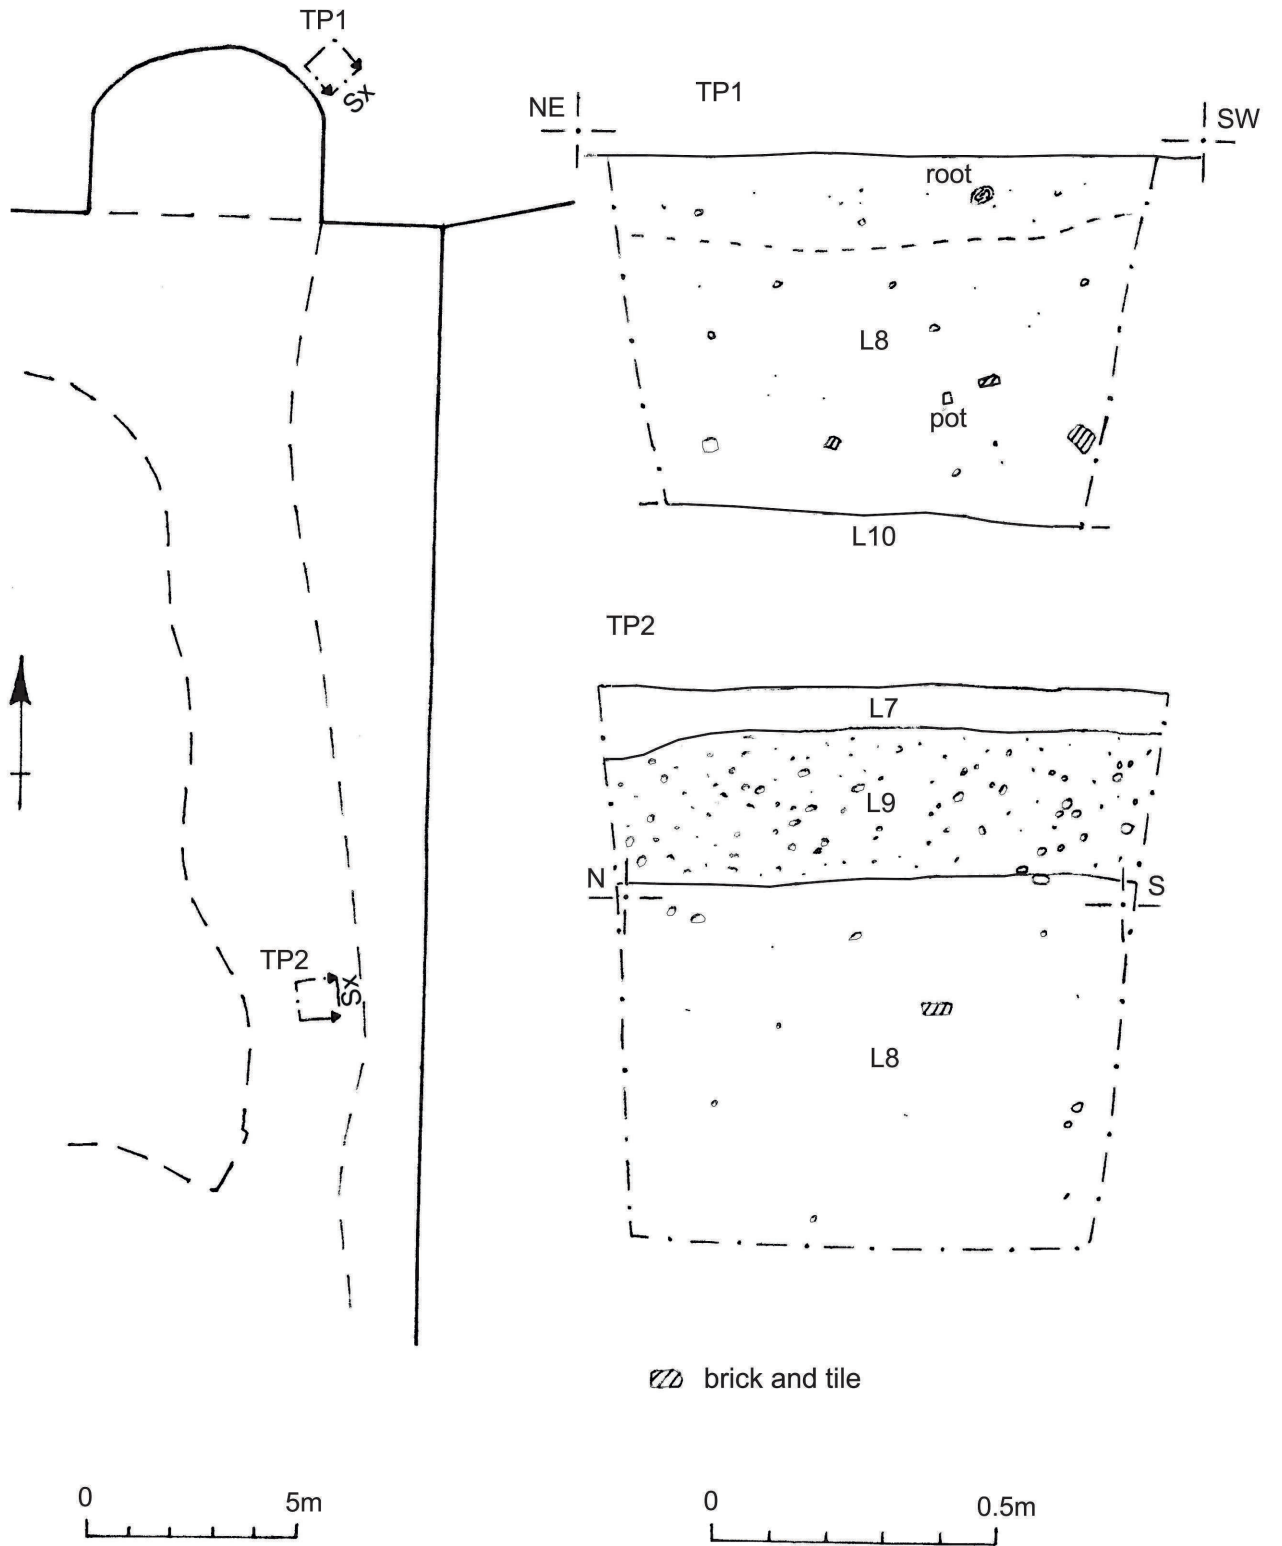 TP1
Sx
TP1
NE
SW
root
L8
pot
L10
TP2
L7
L9
N
S
TP2
Sx
L8
brick and tile
0 5m
0 0.5m